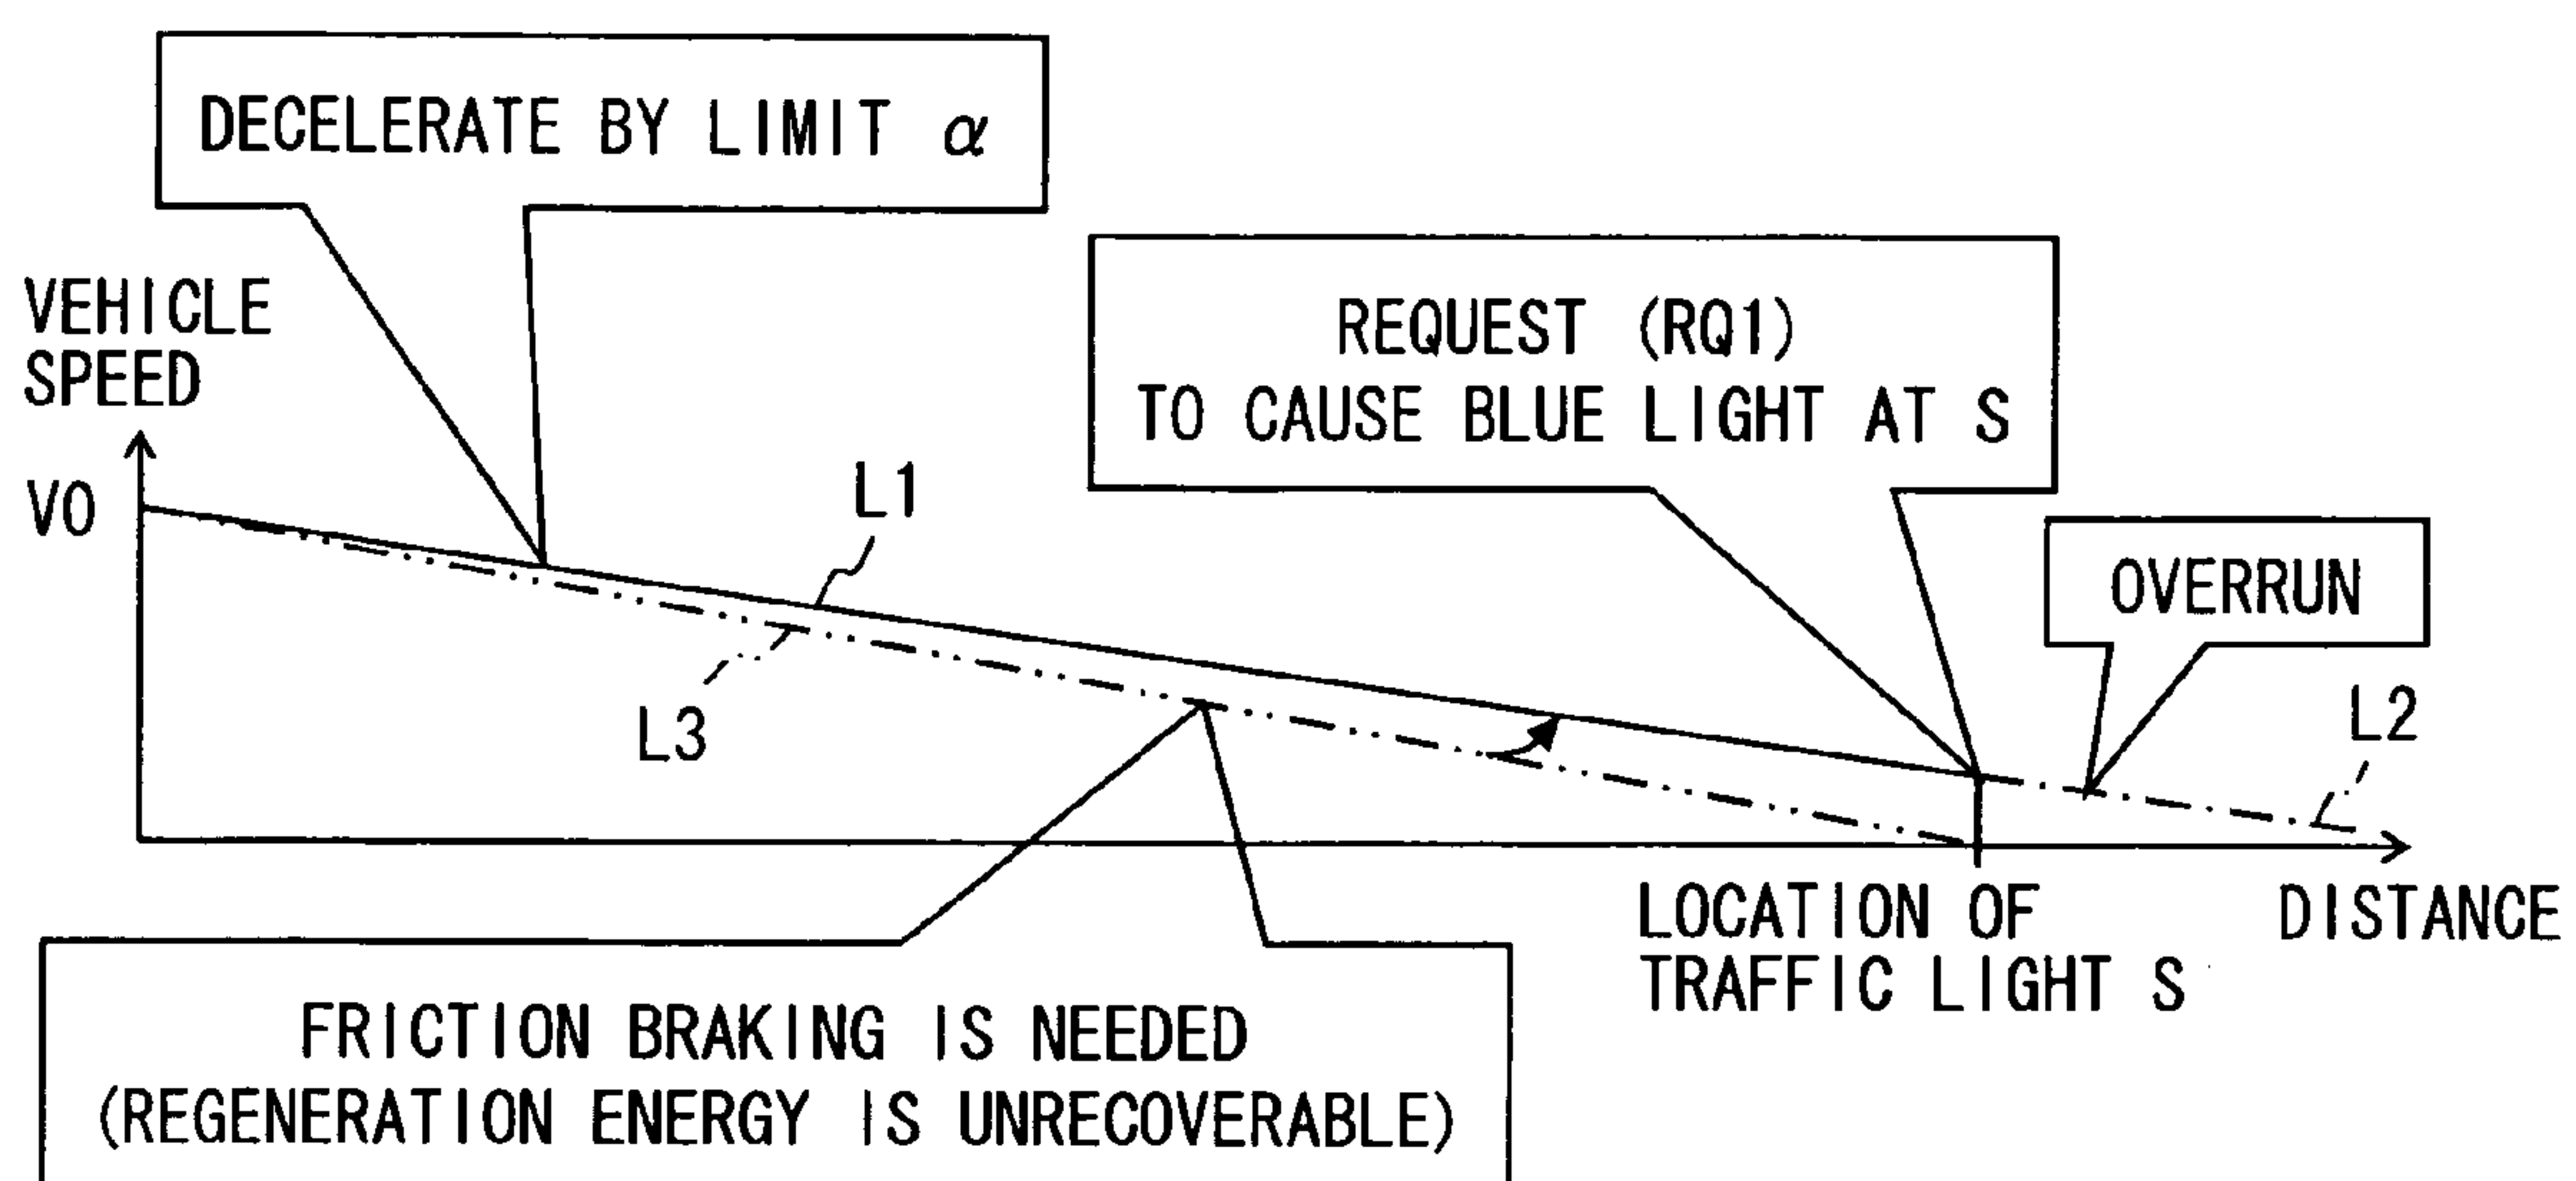 DECELERATE BY LIMIT α
VEHICLE
SPEED
V0
L1
REQUEST (RQ1)
TO CAUSE BLUE LIGHT AT S
OVERRUN
L2
L3
LOCATION OF
TRAFFIC LIGHT S
DISTANCE
FRICTION BRAKING IS NEEDED
(REGENERATION ENERGY IS UNRECOVERABLE)